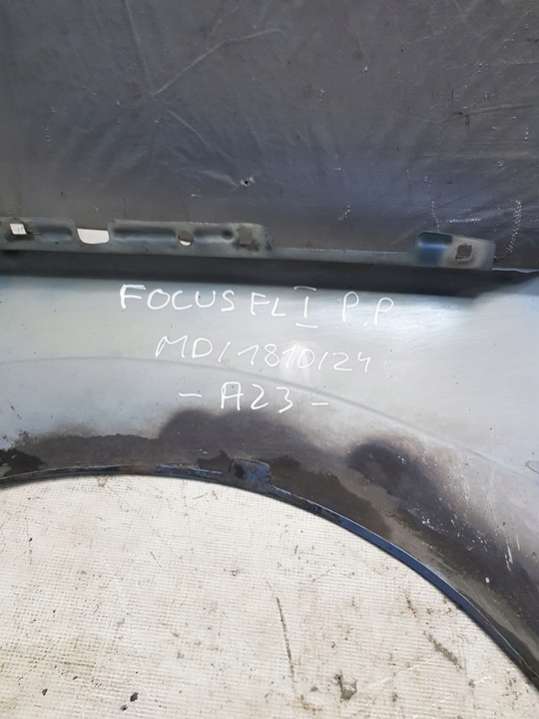 FOCUS FL I P.P
MD/1810/24
- A23 -